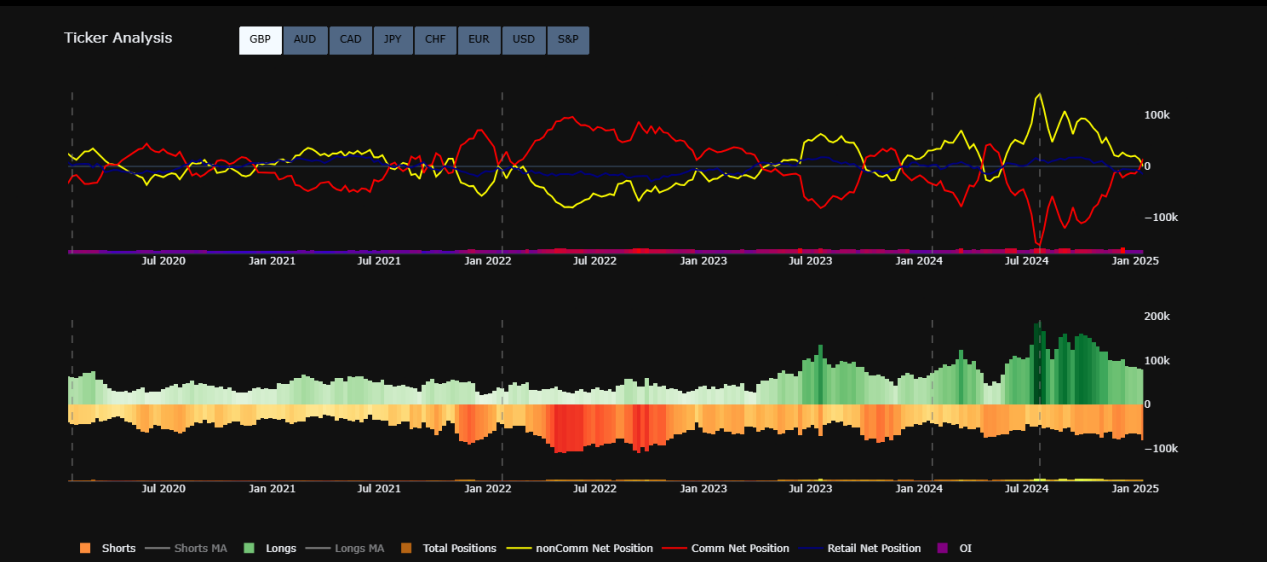 Ticker Analysis
GBP AUD CAD JPY CHF EUR USD S&P
100k
0
−100k
Jul 2020 Jan 2021 Jul 2021 Jan 2022 Jul 2022 Jan 2023 Jul 2023 Jan 2024 Jul 2024 Jan 2025
200k
100k
0
−100k
Jul 2020 Jan 2021 Jul 2021 Jan 2022 Jul 2022 Jan 2023 Jul 2023 Jan 2024 Jul 2024 Jan 2025
Shorts Shorts MA Longs Longs MA Total Positions nonComm Net Position Comm Net Position Retail Net Position OI